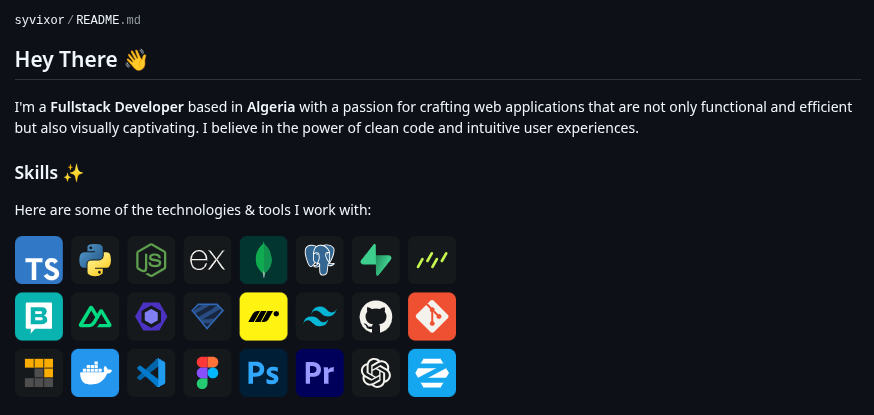 syvixor/README.md
Hey There 👋
I'm a Fullstack Developer based in Algeria with a passion for crafting web applications that are not only functional and efficient
but also visually captivating. I believe in the power of clean code and intuitive user experiences.
Skills ✨
Here are some of the technologies & tools I work with:
TS JS ex
B
Ps Pr